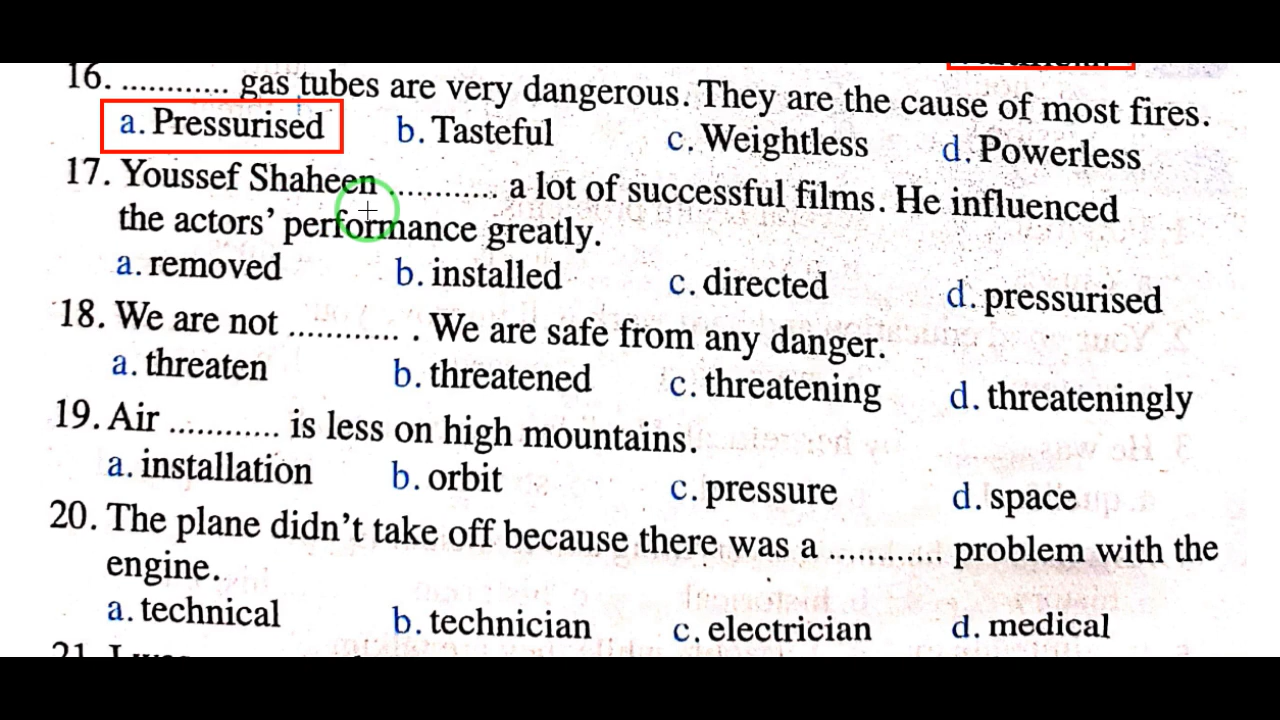 16. ............ gas tubes are very dangerous. They are the cause of most fires.
a. Pressurised b. Tasteful c. Weightless d. Powerless
17. Youssef Shaheen ............ a lot of successful films. He influenced
the actors' performance greatly.
a. removed b. installed c. directed d. pressurised
18. We are not ............ . We are safe from any danger.
a. threaten b. threatened c. threatening d. threateningly
19. Air ............ is less on high mountains.
a. installation b. orbit c. pressure d. space
20. The plane didn't take off because there was a ............ problem with the
engine.
a. technical b. technician c. electrician d. medical